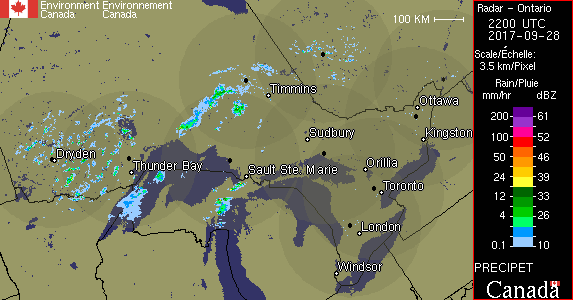 Environment Environnement
Canada Canada
100 KM
Timmins
Ottawa
Sudbury
Kingston
Dryden
Thunder Bay
Sault Ste. Marie
Orillia
Toronto
London
Windsor
Radar - Ontario
2200 UTC
2017-09-28
Scale/Échelle:
3.5 km/Pixel
Rain/Pluie
mm/hr dBZ
200 61
100 52
50 46
24 39
12 34
4 26
0.1 10
PRECIPET
Canada